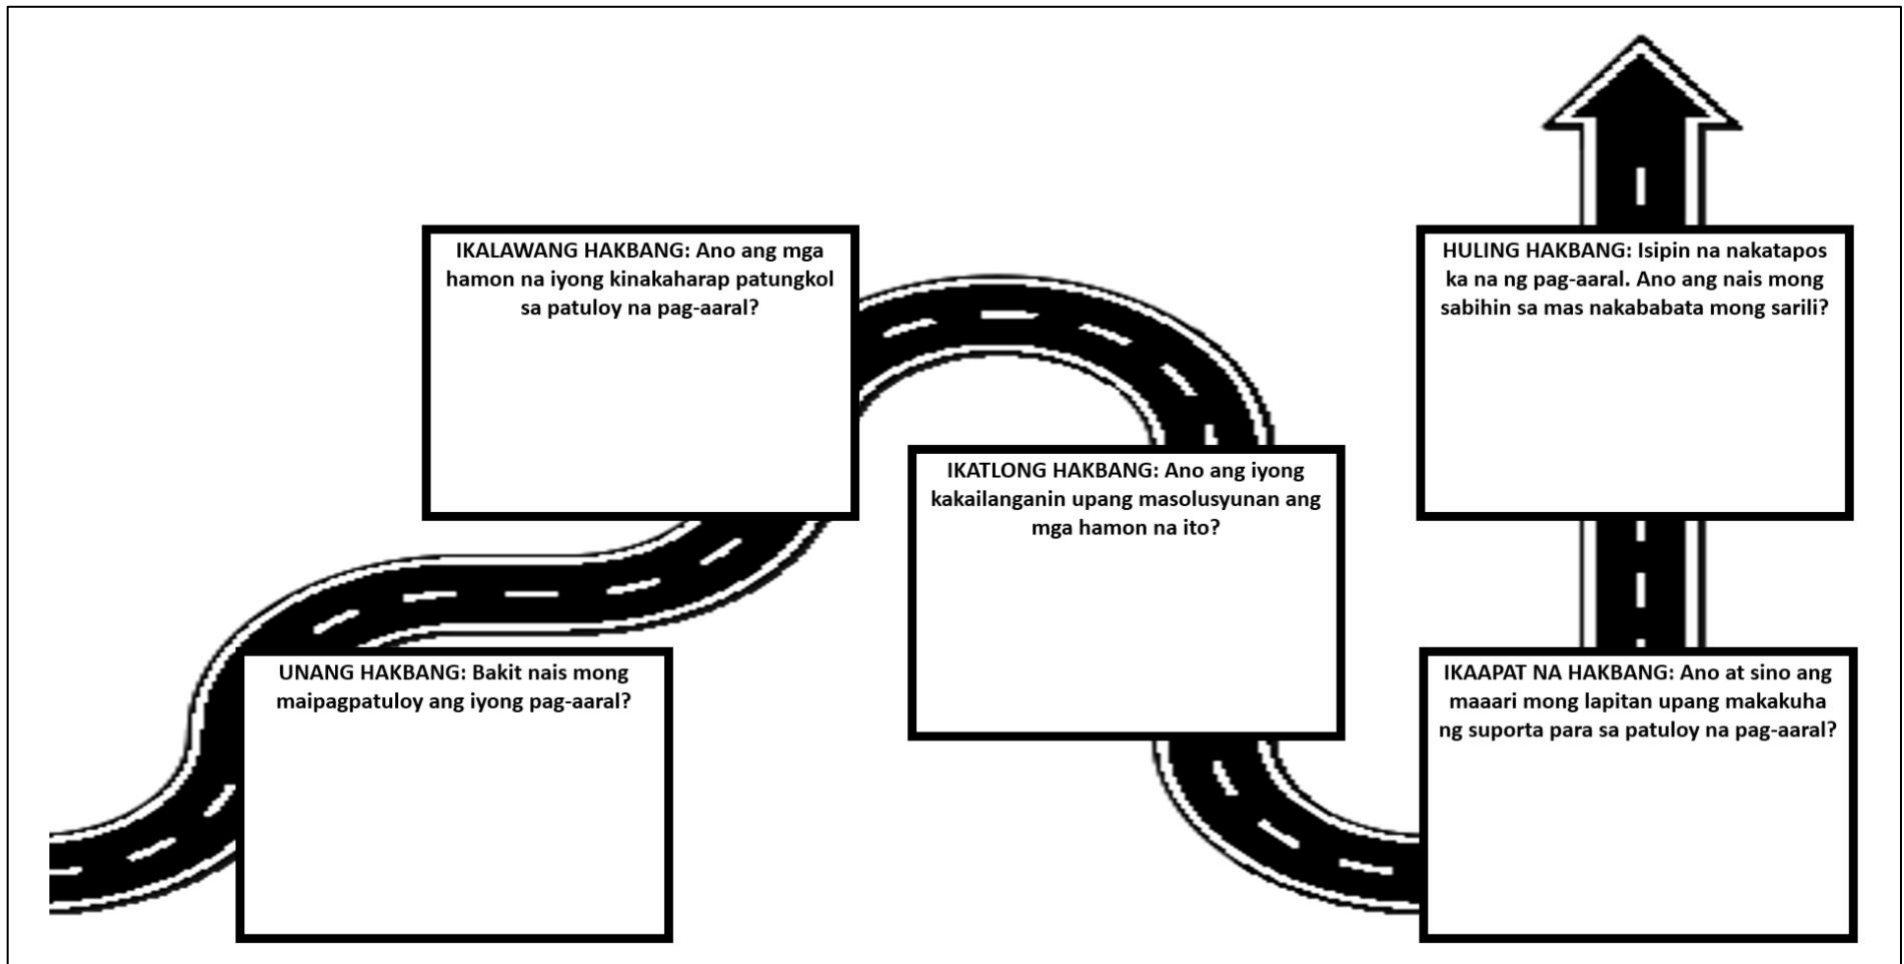 UNANG HAKBANG: Bakit nais mong
maipagpatuloy ang iyong pag-aaral?
IKALAWANG HAKBANG: Ano ang mga
hamon na iyong kinakaharap patungkol
sa patuloy na pag-aaral?
IKATLONG HAKBANG: Ano ang iyong
kakailanganin upang masolusyunan ang
mga hamon na ito?
IKAAPAT NA HAKBANG: Ano at sino ang
maaari mong lapitan upang makakuha
ng suporta para sa patuloy na pag-aaral?
HULING HAKBANG: Isipin na nakatapos
ka na ng pag-aaral. Ano ang nais mong
sabihin sa mas nakababata mong sarili?